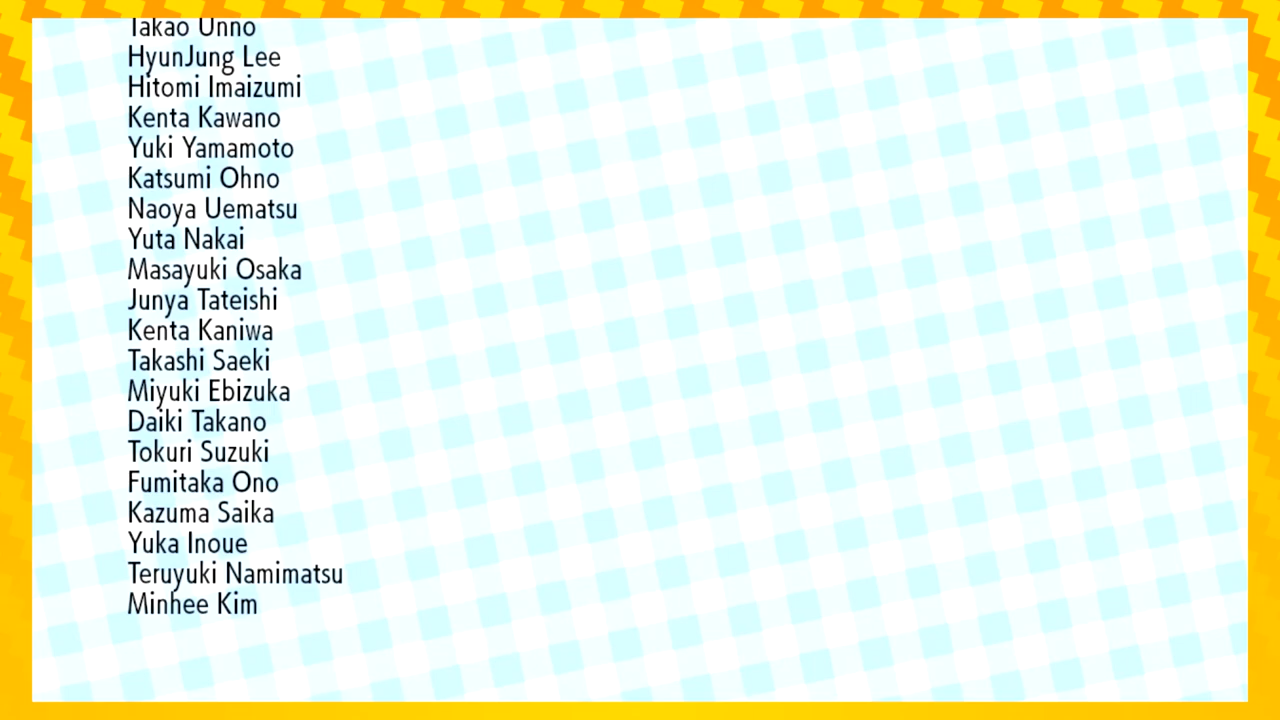 Takao Unno
HyunJung Lee
Hitomi Imaizumi
Kenta Kawano
Yuki Yamamoto
Katsumi Ohno
Naoya Uematsu
Yuta Nakai
Masayuki Osaka
Junya Tateishi
Kenta Kaniwa
Takashi Saeki
Miyuki Ebizuka
Daiki Takano
Tokuri Suzuki
Fumitaka Ono
Kazuma Saika
Yuka Inoue
Teruyuki Namimatsu
Minhee Kim